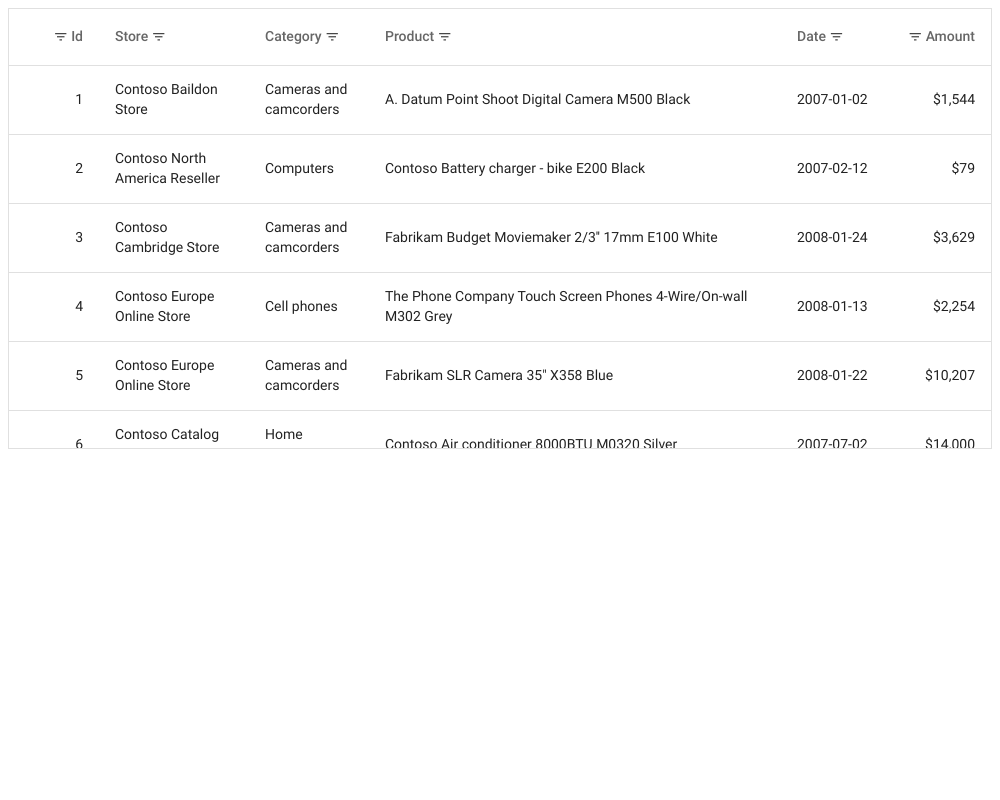 Id Store Category Product Date Amount
1 Contoso Baildon Store Cameras and camcorders A. Datum Point Shoot Digital Camera M500 Black 2007-01-02 $1,544
2 Contoso North America Reseller Computers Contoso Battery charger - bike E200 Black 2007-02-12 $79
3 Contoso Cambridge Store Cameras and camcorders Fabrikam Budget Moviemaker 2/3" 17mm E100 White 2008-01-24 $3,629
4 Contoso Europe Online Store Cell phones The Phone Company Touch Screen Phones 4-Wire/On-wall M302 Grey 2008-01-13 $2,254
5 Contoso Europe Online Store Cameras and camcorders Fabrikam SLR Camera 35" X358 Blue 2008-01-22 $10,207
6 Contoso Catalog Home Contoso Air conditioner 8000BTU M0320 Silver 2007-07-02 $14,000